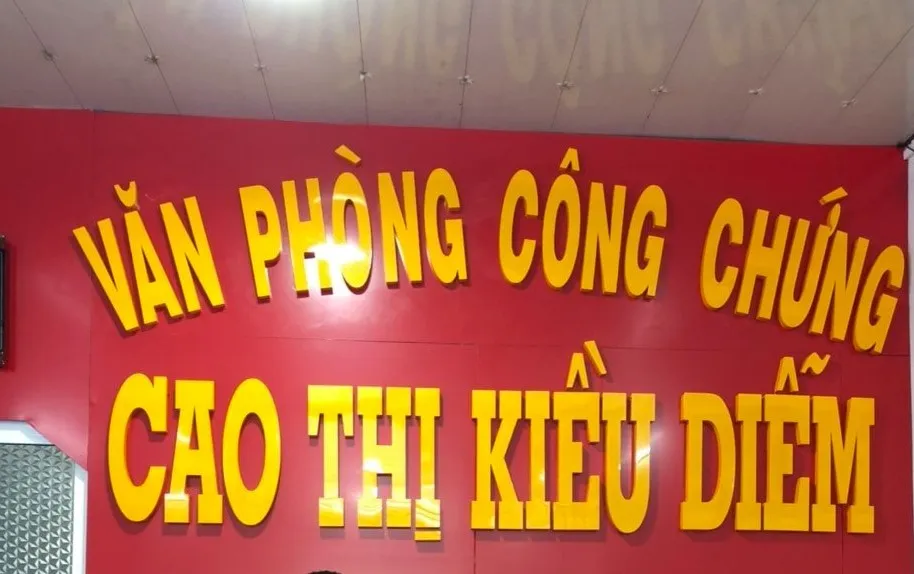 VĂN PHÒNG CÔNG CHỨNG
CAO THỊ KIỀU DIỄM